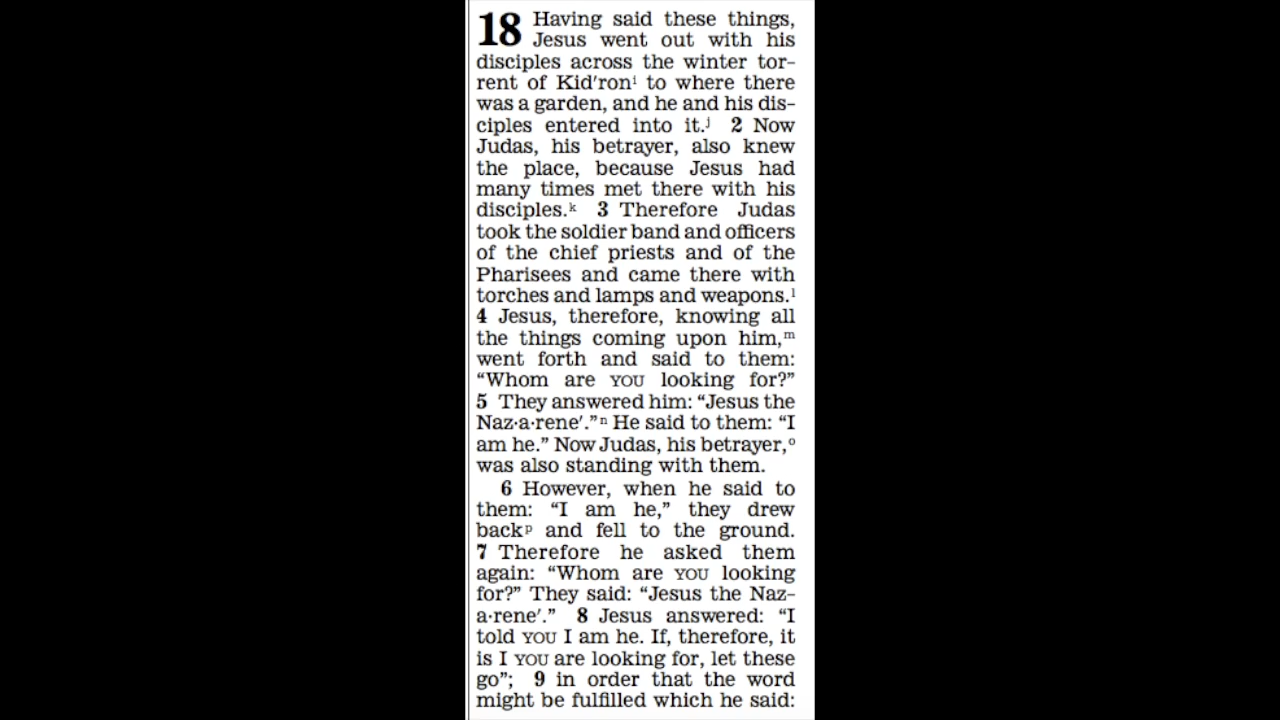 18 Having said these things,
Jesus went out with his
disciples across the winter tor-
rent of Kid′ronⁱ to where there
was a garden, and he and his dis-
ciples entered into it.ʲ 2 Now
Judas, his betrayer, also knew
the place, because Jesus had
many times met there with his
disciples.ᵏ 3 Therefore Judas
took the soldier band and officers
of the chief priests and of the
Pharisees and came there with
torches and lamps and weapons.ˡ
4 Jesus, therefore, knowing all
the things coming upon him,ᵐ
went forth and said to them:
“Whom are YOU looking for?”
5 They answered him: “Jesus the
Naz·a·rene′.”ⁿ He said to them: “I
am he.” Now Judas, his betrayer,ᵒ
was also standing with them.
6 However, when he said to
them: “I am he,” they drew
backᵖ and fell to the ground.
7 Therefore he asked them
again: “Whom are YOU looking
for?” They said: “Jesus the Naz-
a·rene′.” 8 Jesus answered: “I
told YOU I am he. If, therefore, it
is I YOU are looking for, let these
go”; 9 in order that the word
might be fulfilled which he said: